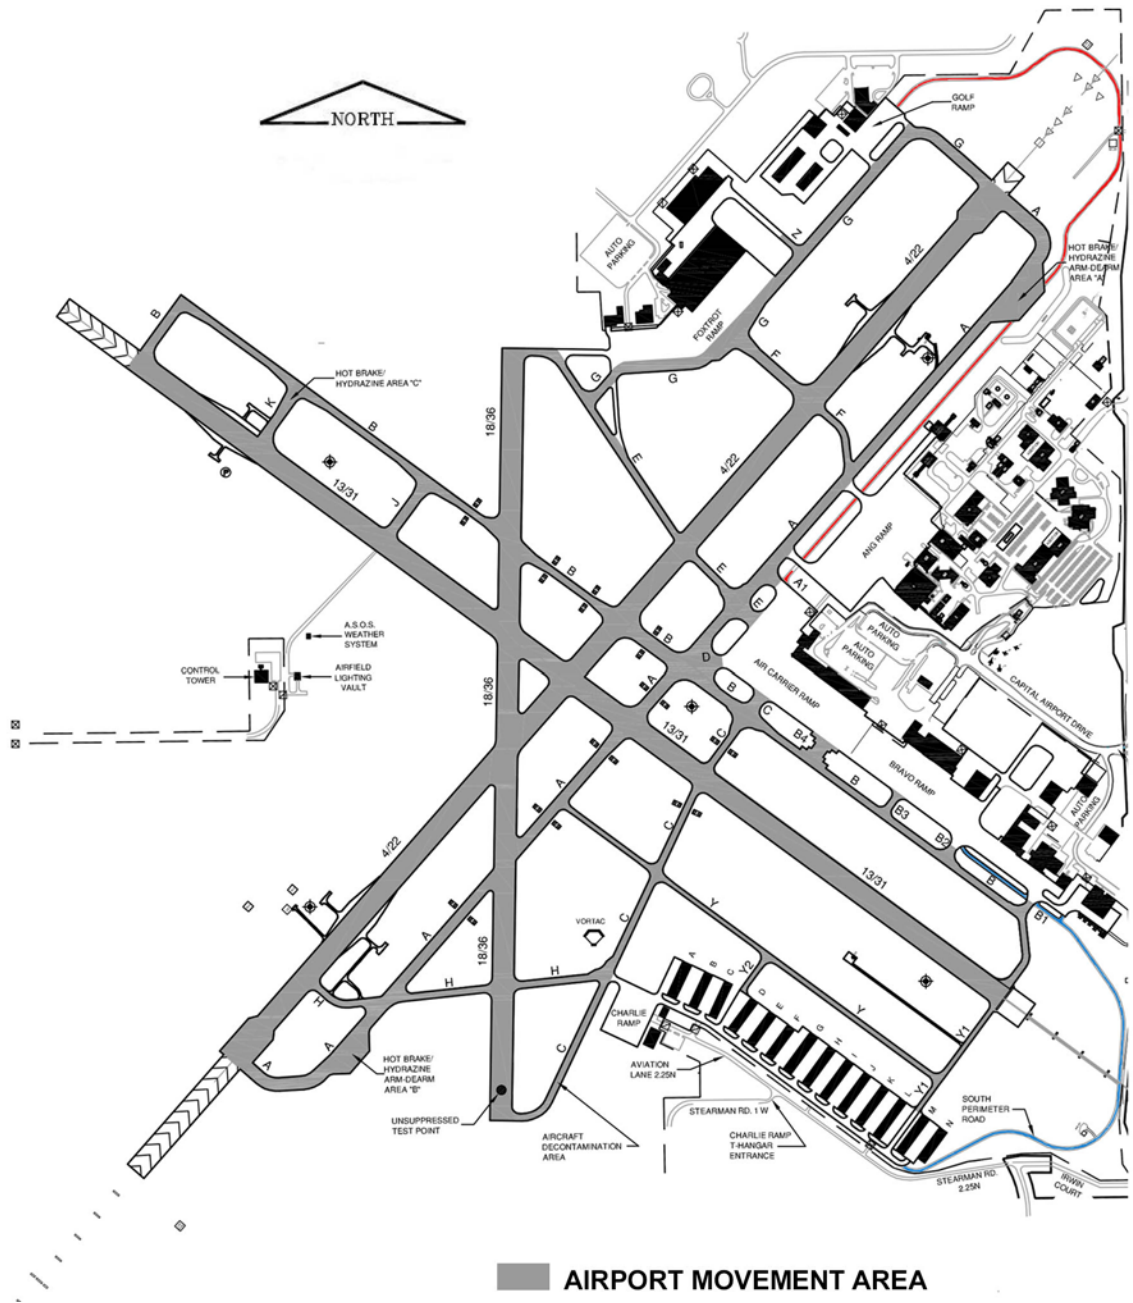 NORTH
GOLF
RAMP
G
A
AUTO
PARKING
Z
G
4/22
HOT BRAKE/
HYDRAZINE
ARM-DEARM
AREA "A"
B
FOXTROT
RAMP
G
A
F
HOT BRAKE/
HYDRAZINE AREA "C"
G
G
K
B
18/36
F
E
4/22
13/31
J
A
ANG RAMP
B
E
A1
E
A.S.O.S.
WEATHER
SYSTEM
B
AUTO
PARKING
AUTO
PARKING
D
CONTROL
TOWER
AIRFIELD
LIGHTING
VAULT
18/36
A
B
AIR CARRIER RAMP
CAPITAL AIRPORT DRIVE
C
13/31
C
B4
BRAVO RAMP
A
B
AUTO
PARKING
C
B3
B2
4/22
13/31
B
Y
B1
VORTAC
C
A
18/36
H
H
H
A B C
Y2
D E F G H I J K L M N
Y
Y1
CHARLIE
RAMP
A
A
HOT BRAKE/
HYDRAZINE
ARM-DEARM
AREA "B"
C
AVIATION
LANE 2.25N
Y1
UNSUPPRESSED
TEST POINT
AIRCRAFT
DECONTAMINATION
AREA
STEARMAN RD. 1 W
CHARLIE RAMP
T-HANGAR
ENTRANCE
SOUTH
PERIMETER
ROAD
STEARMAN RD.
2.25N
IRWIN
COURT
AIRPORT MOVEMENT AREA